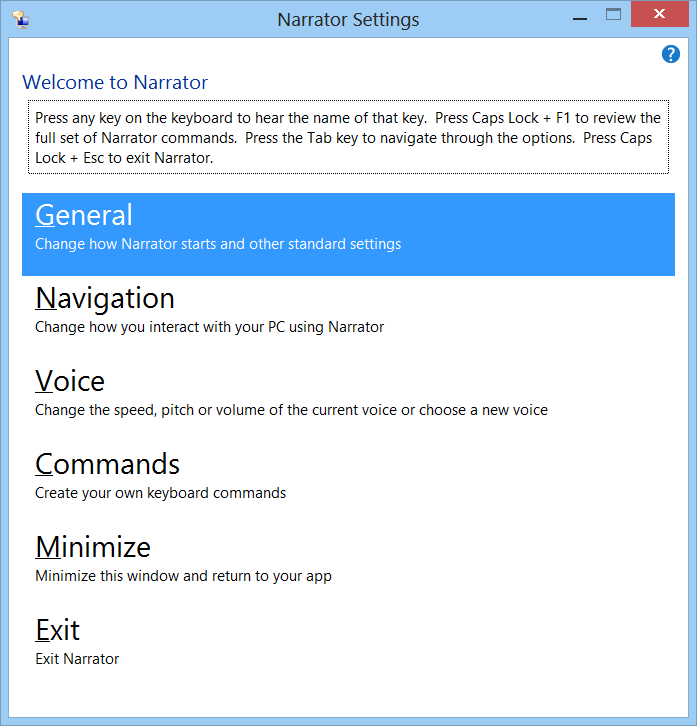 Narrator Settings
?
Welcome to Narrator
Press any key on the keyboard to hear the name of that key.  Press Caps Lock + F1 to review the
full set of Narrator commands.  Press the Tab key to navigate through the options.  Press Caps
Lock + Esc to exit Narrator.
General
Change how Narrator starts and other standard settings
Navigation
Change how you interact with your PC using Narrator
Voice
Change the speed, pitch or volume of the current voice or choose a new voice
Commands
Create your own keyboard commands
Minimize
Minimize this window and return to your app
Exit
Exit Narrator